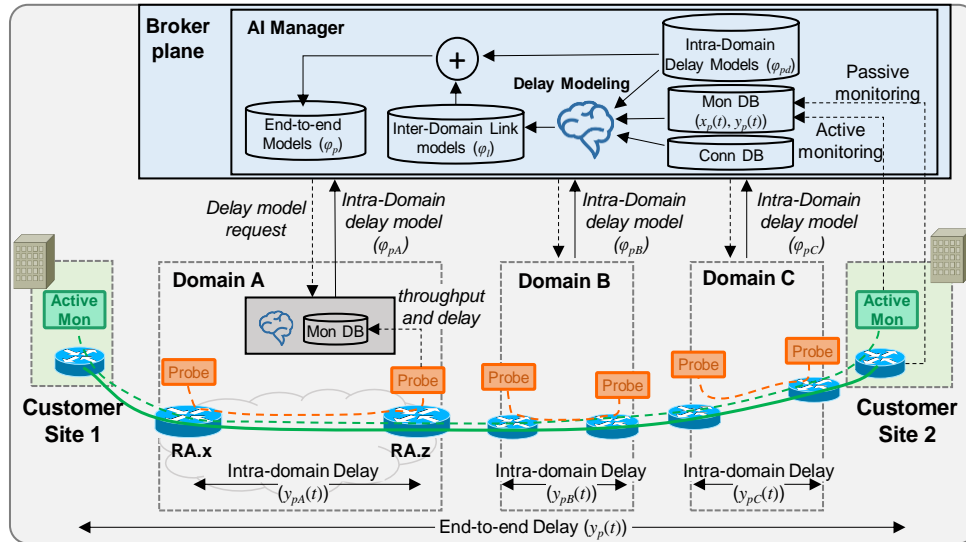 Broker
plane
AI Manager
Intra-Domain
Delay Models (φpd)
Delay Modeling
Mon DB
(xp(t), yp(t))
Conn DB
End-to-end
Models (φp)
Inter-Domain Link
models (φl)
+
Passive
monitoring
Active
monitoring
Delay model
request
Intra-Domain
delay model
(φpA)
Intra-Domain
delay model
(φpB)
Intra-Domain
delay model
(φpC)
Domain A
Domain B
Domain C
throughput
and delay
Mon DB
Active
Mon
Active
Mon
Probe
Probe
Probe
Probe
Probe
Probe
Customer
Site 1
Customer
Site 2
RA.x
RA.z
Intra-domain Delay
(ypA(t))
Intra-domain Delay
(ypB(t))
Intra-domain Delay
(ypC(t))
End-to-end Delay (yp(t))